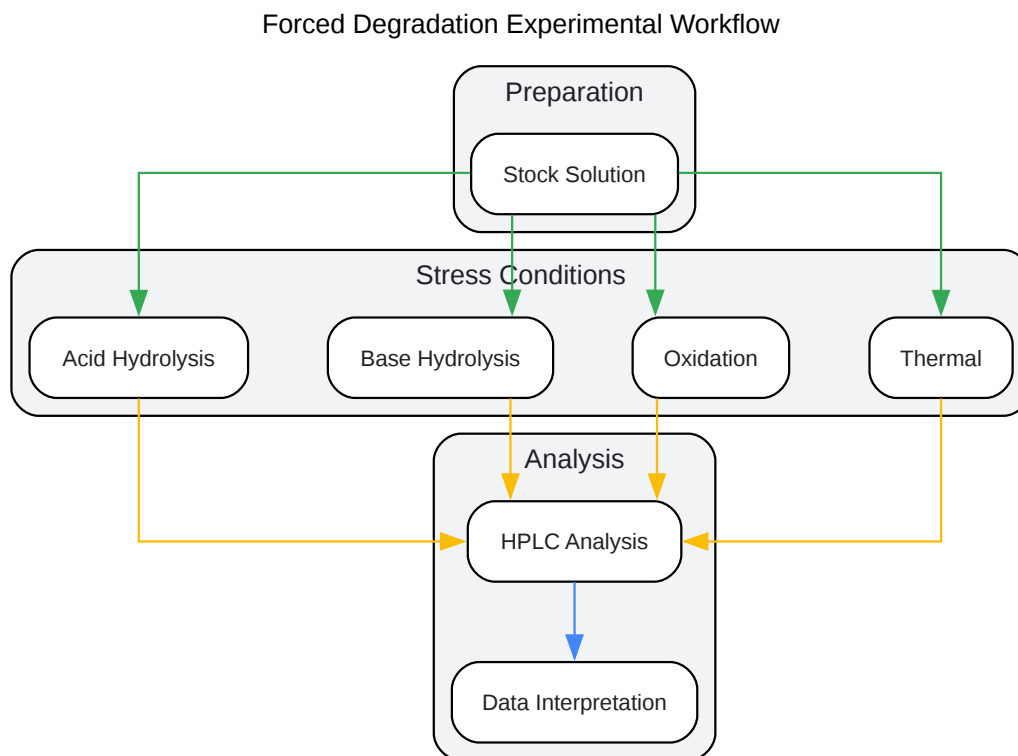 Forced Degradation Experimental Workflow
Preparation
Stock Solution
Stress Conditions
Acid Hydrolysis
Base Hydrolysis
Oxidation
Thermal
Analysis
HPLC Analysis
Data Interpretation